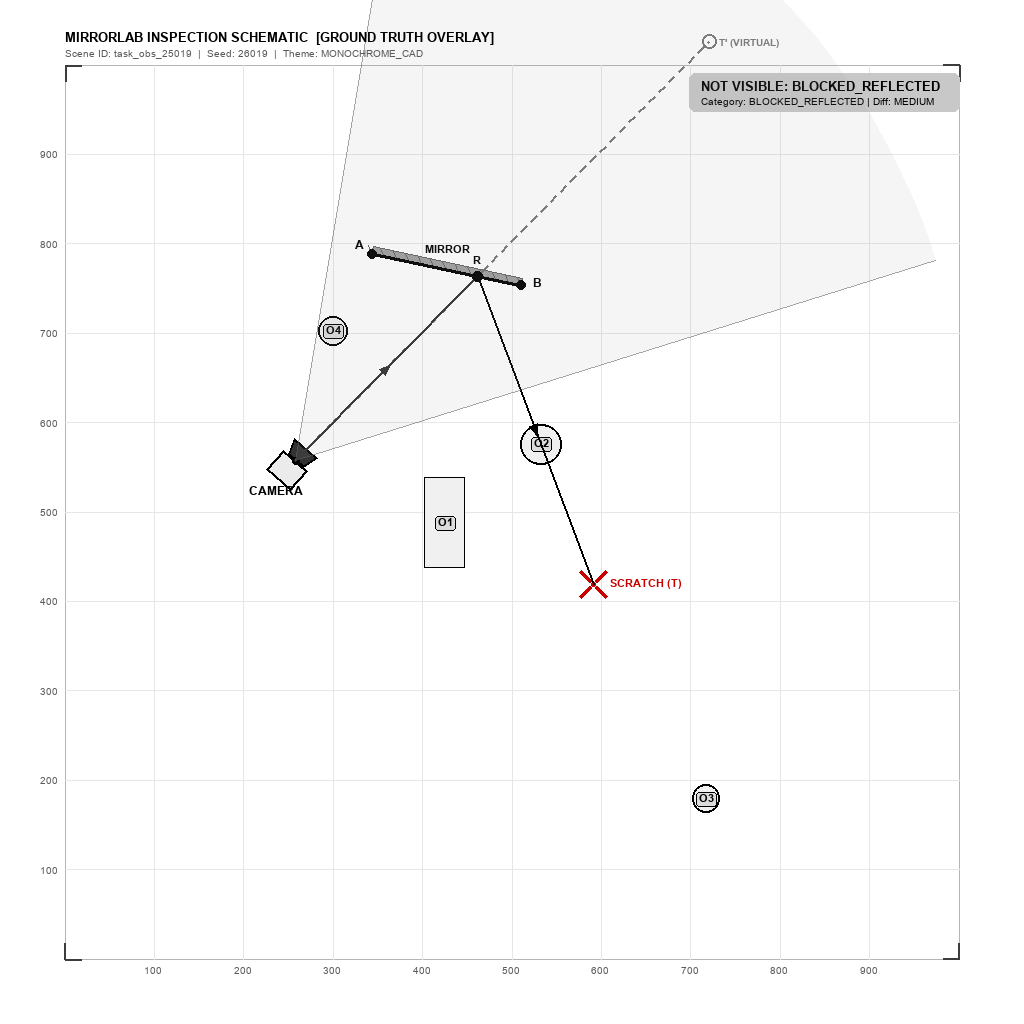 MIRRORLAB INSPECTION SCHEMATIC [GROUND TRUTH OVERLAY]
Scene ID: task_obs_25019 | Seed: 26019 | Theme: MONOCHROME_CAD
T' (VIRTUAL)
NOT VISIBLE: BLOCKED_REFLECTED
Category: BLOCKED_REFLECTED | Diff: MEDIUM
900
800
700
600
500
400
300
200
100
A
MIRROR
R
B
O4
O2
CAMERA
O1
SCRATCH (T)
O3
100
200
300
400
500
600
700
800
900